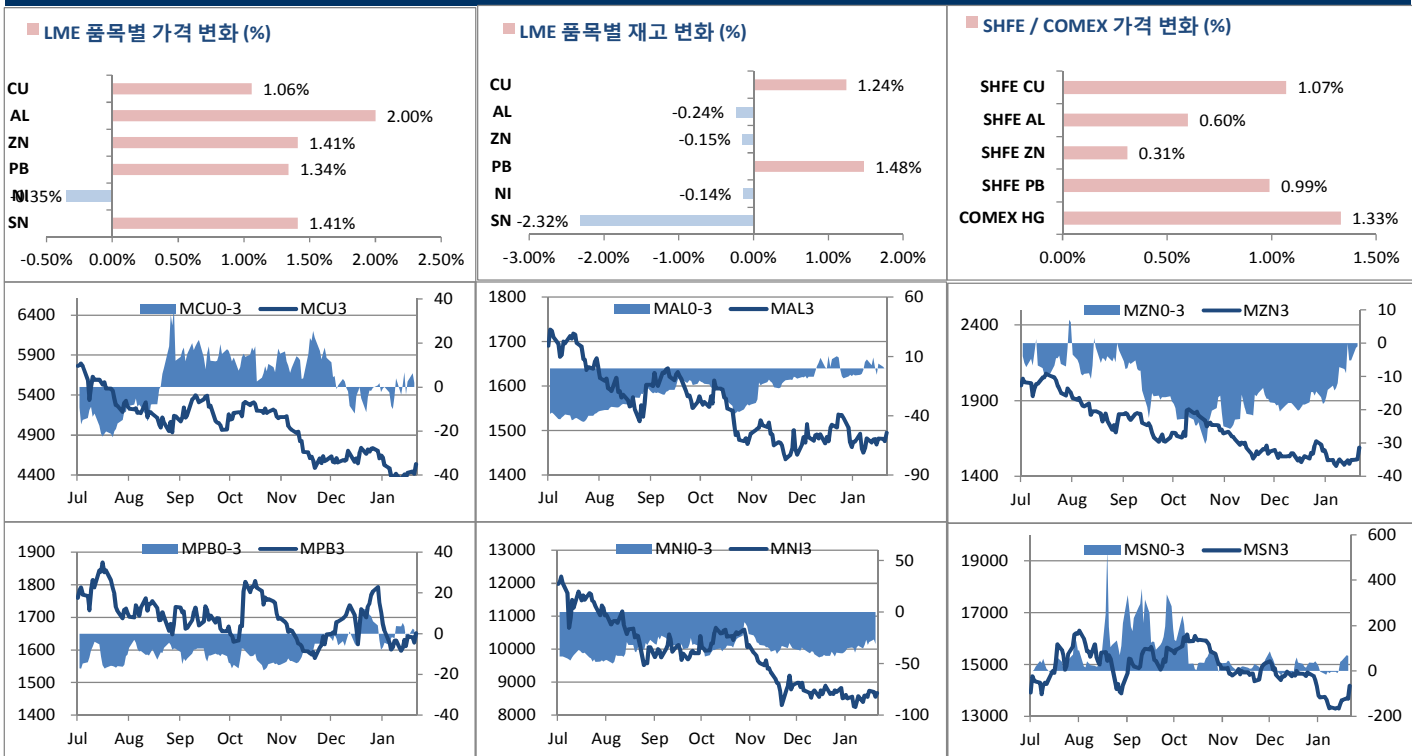 LME 품목별 가격 변화 (%)
CU
1.06%
AL
2.00%
ZN
1.41%
PB
1.34%
NI
-0.35%
SN
1.41%
-0.50% 0.00% 0.50% 1.00% 1.50% 2.00% 2.50%
LME 품목별 재고 변화 (%)
CU
1.24%
AL
-0.24%
ZN
-0.15%
PB
1.48%
NI
-0.14%
SN
-2.32%
-3.00% -2.00% -1.00% 0.00% 1.00% 2.00%
SHFE / COMEX 가격 변화 (%)
SHFE CU
1.07%
SHFE AL
0.60%
SHFE ZN
0.31%
SHFE PB
0.99%
COMEX HG
1.33%
0.00% 0.50% 1.00% 1.50%
MCU0-3 MCU3
6400
5900
5400
4900
4400
40
20
0
-20
-40
Jul Aug Sep Oct Nov Dec Jan
MAL0-3 MAL3
1800
1700
1600
1500
1400
60
10
-40
-90
Jul Aug Sep Oct Nov Dec Jan
MZN0-3 MZN3
2400
1900
1400
10
0
-10
-20
-30
-40
Jul Aug Sep Oct Nov Dec Jan
MPB0-3 MPB3
1900
1800
1700
1600
1500
1400
40
20
0
-20
-40
Jul Aug Sep Oct Nov Dec Jan
MNI0-3 MNI3
13000
12000
11000
10000
9000
8000
50
0
-50
-100
Jul Aug Sep Oct Nov Dec Jan
MSN0-3 MSN3
19000
17000
15000
13000
600
400
200
0
-200
Jul Aug Sep Oct Nov Dec Jan